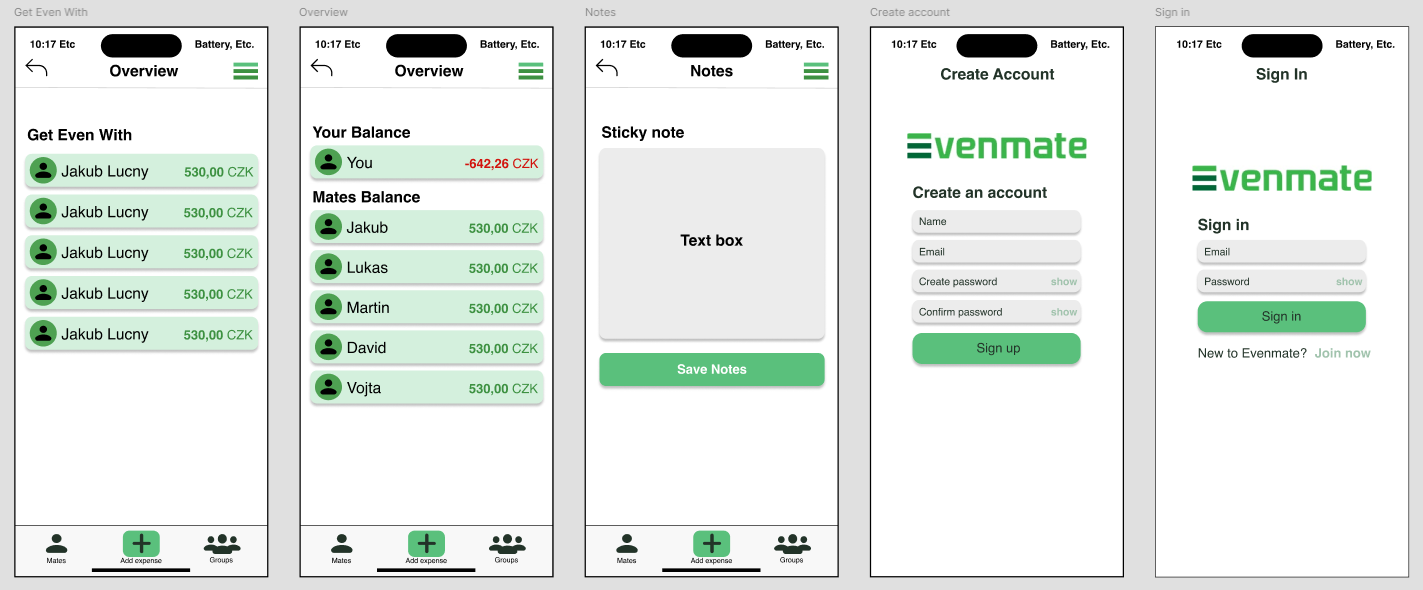 Get Even With
10:17 Etc
Battery, Etc.
Overview
Get Even With
Jakub Lucny 530,00 CZK
Jakub Lucny 530,00 CZK
Jakub Lucny 530,00 CZK
Jakub Lucny 530,00 CZK
Jakub Lucny 530,00 CZK
Mates
Add expense
Groups
Overview
10:17 Etc
Battery, Etc.
Overview
Your Balance
You -642,26 CZK
Mates Balance
Jakub 530,00 CZK
Lukas 530,00 CZK
Martin 530,00 CZK
David 530,00 CZK
Vojta 530,00 CZK
Mates
Add expense
Groups
Notes
10:17 Etc
Battery, Etc.
Notes
Sticky note
Text box
Save Notes
Mates
Add expense
Groups
Create account
10:17 Etc
Battery, Etc.
Create Account
Evenmate
Create an account
Name
Email
Create password show
Confirm password show
Sign up
Sign in
10:17 Etc
Battery, Etc.
Sign In
Evenmate
Sign in
Email
Password show
Sign in
New to Evenmate? Join now